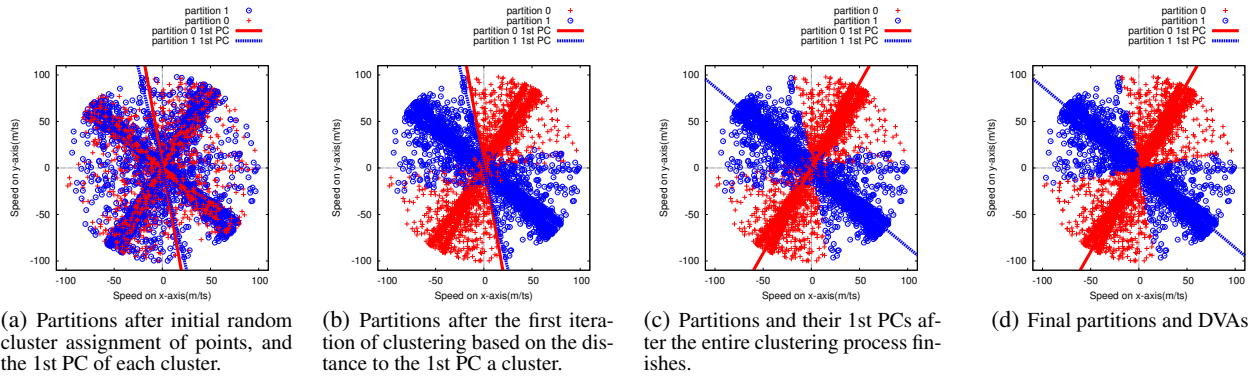 partition 1
partition 0
partition 0 1st PC
partition 1 1st PC
100
50
0
-50
-100
Speed on y-axis(m/ts)
-100 -50 0 50 100
Speed on x-axis(m/ts)
(a) Partitions after initial random
cluster assignment of points, and
the 1st PC of each cluster.
partition 0
partition 1
partition 0 1st PC
partition 1 1st PC
100
50
0
-50
-100
Speed on y-axis(m/ts)
-100 -50 0 50 100
Speed on x-axis(m/ts)
(b) Partitions after the first itera-
tion of clustering based on the dis-
tance to the 1st PC a cluster.
partition 0
partition 1
partition 0 1st PC
partition 1 1st PC
100
50
0
-50
-100
Speed on y-axis(m/ts)
-100 -50 0 50 100
Speed on x-axis(m/ts)
(c) Partitions and their 1st PCs af-
ter the entire clustering process fin-
ishes.
partition 0
partition 1
partition 0 1st PC
partition 1 1st PC
100
50
0
-50
-100
Speed on y-axis(m/ts)
-100 -50 0 50 100
Speed on x-axis(m/ts)
(d) Final partitions and DVAs